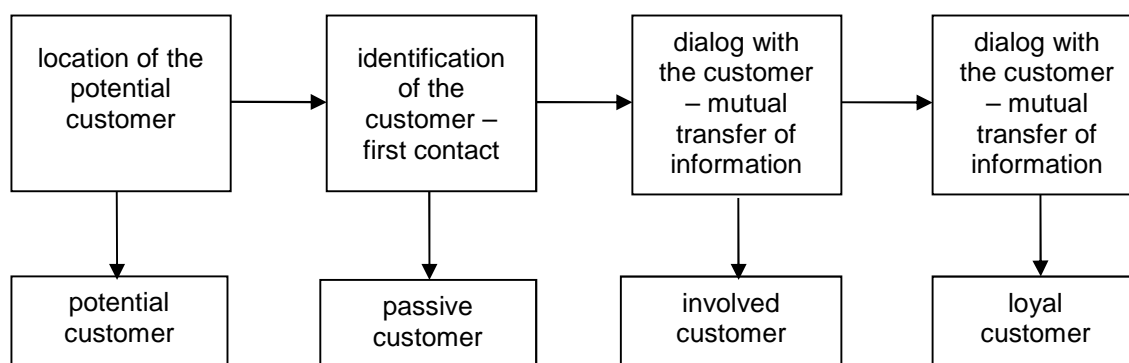 location of the
potential
customer
identification
of the
customer –
first contact
dialog with
the customer
– mutual
transfer of
information
dialog with
the customer
– mutual
transfer of
information
potential
customer
passive
customer
involved
customer
loyal
customer